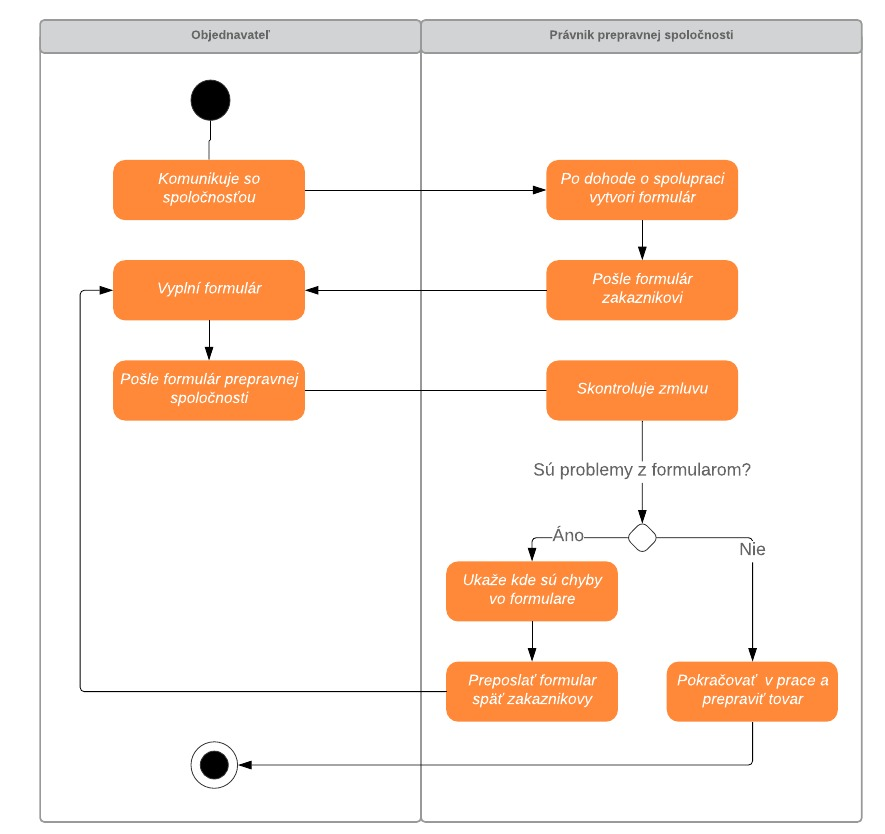 Objednavateľ
Právnik prepravnej spoločnosti
Komunikuje so
spoločnosťou
Po dohode o spolupraci
vytvori formulár
Vyplní formulár
Pošle formulár
zakaznikovi
Pošle formulár prepravnej
spoločnosti
Skontroluje zmluvu
Sú problemy z formularom?
Áno
Nie
Ukaže kde sú chyby
vo formulare
Preposlať formular
späť zakaznikovy
Pokračovať v prace a
prepraviť tovar